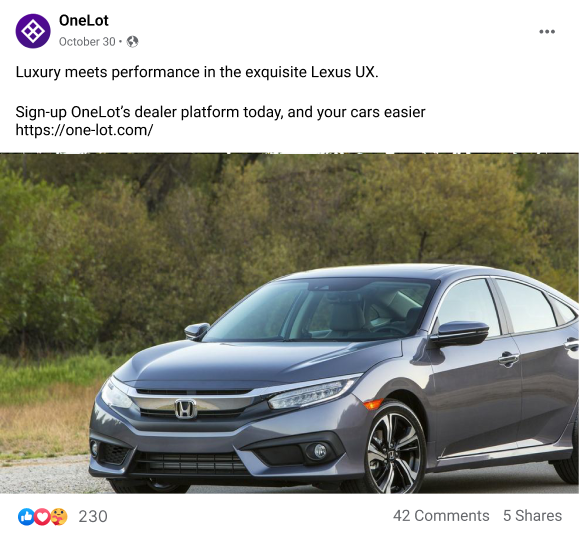 OneLot
October 30 •
Luxury meets performance in the exquisite Lexus UX.
Sign-up OneLot's dealer platform today, and your cars easier
https://one-lot.com/
230
42 Comments 5 Shares